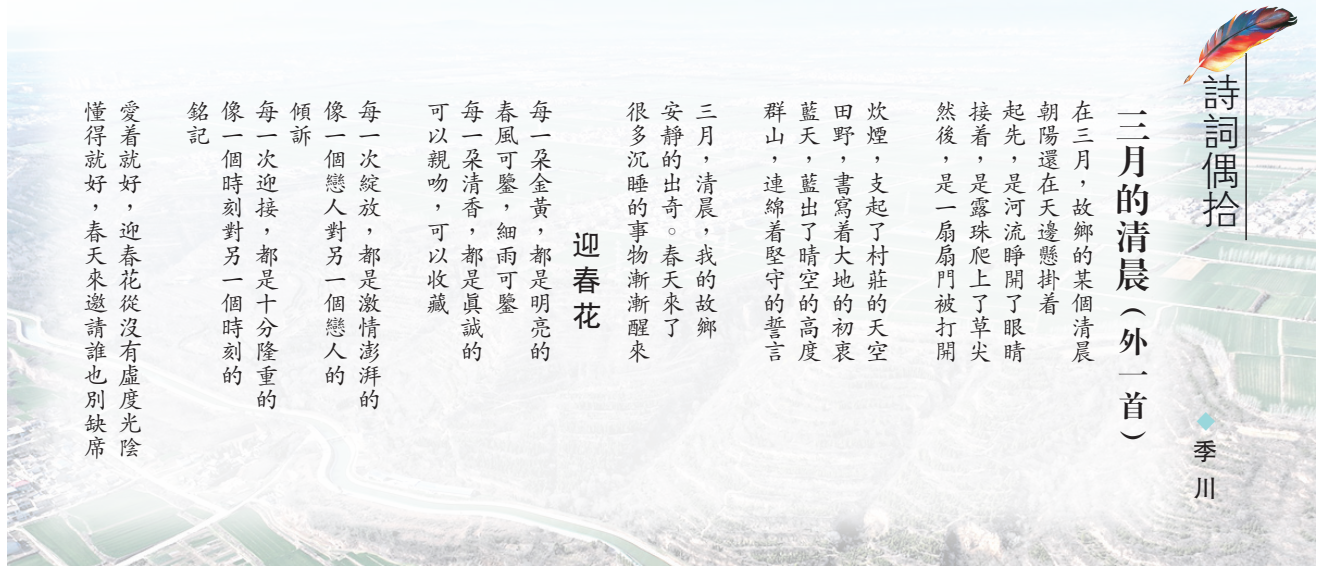 詩詞偶拾
三月的清晨（外一首）
◆季川
在三月，故鄉的某個清晨
朝陽還在天邊懸掛着
起先，是河流睜開了眼睛
接着，是露珠爬上了草尖
然後，是一扇扇門被打開
炊煙，支起了村莊的天空
田野，書寫着大地的初衷
藍天，藍出了晴空的高度
群山，連綿着堅守的誓言
三月，清晨，我的故鄉
安靜的出奇。春天來了
很多沉睡的事物漸漸醒來
迎春花
每一朶金黃，都是明亮的
春風可鑒，細雨可鑒
每一朶清香，都是眞誠的
可以親吻，可以收藏
每一次綻放，都是激情澎湃的
像一個戀人對另一個戀人的
傾訴
每一次迎接，都是十分隆重的
像一個時刻對另一個時刻的
銘記
愛着就好，迎春花從沒有虛度光陰
懂得就好，春天來邀請誰也別缺席